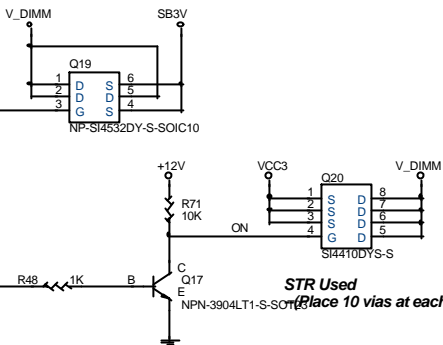 V_DIMM SB3V
Q19
1 D S 6
2 D D 5
3 G S 4
NP-SI4532DY-S-SOIC10
+12V VCC3 V_DIMM
Q20
R71
10K
ON
1 S D 8
2 S D 7
3 S D 6
4 G D 5
SI4410DYS-S
R48 1K B C Q17
E
NPN-3904LT1-S-SOT23
STR Used
(Place 10 vias at each